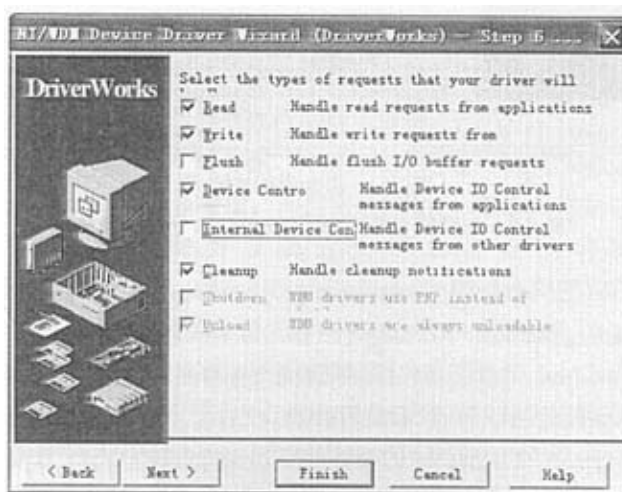 NI/WDM Device Driver Wizard (DriverWorks) - Step 6 ...
DriverWorks
Select the types of requests that your driver will
Read Handle read requests from applications
Write Handle write requests from
Flush Handle flush I/O buffer requests
Device Contro Handle Device IO Control
messages from applications
Internal Device Con Handle Device IO Control
messages from other drivers
Cleanup Handle cleanup notifications
Shutdown WDM drivers use PNP instead of
Unload WDM drivers are always unloadable
< Back Next > Finish Cancel Help